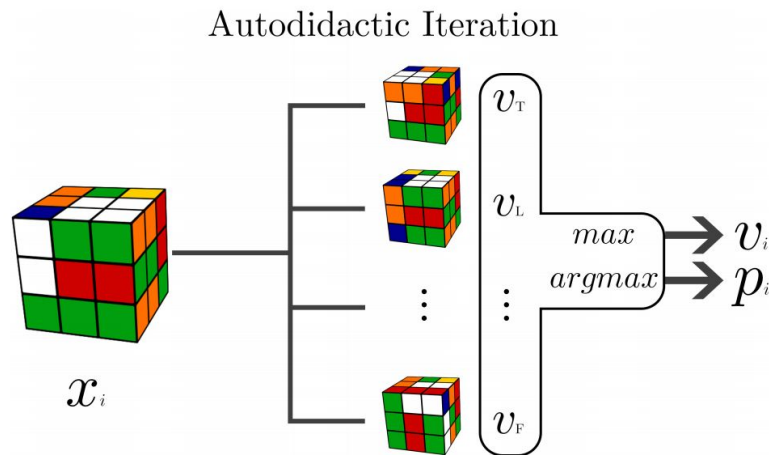 Autodidactic Iteration
v_T
v_L
max
v_i
argmax
p_i
⋮ ⋮
x_i
v_F